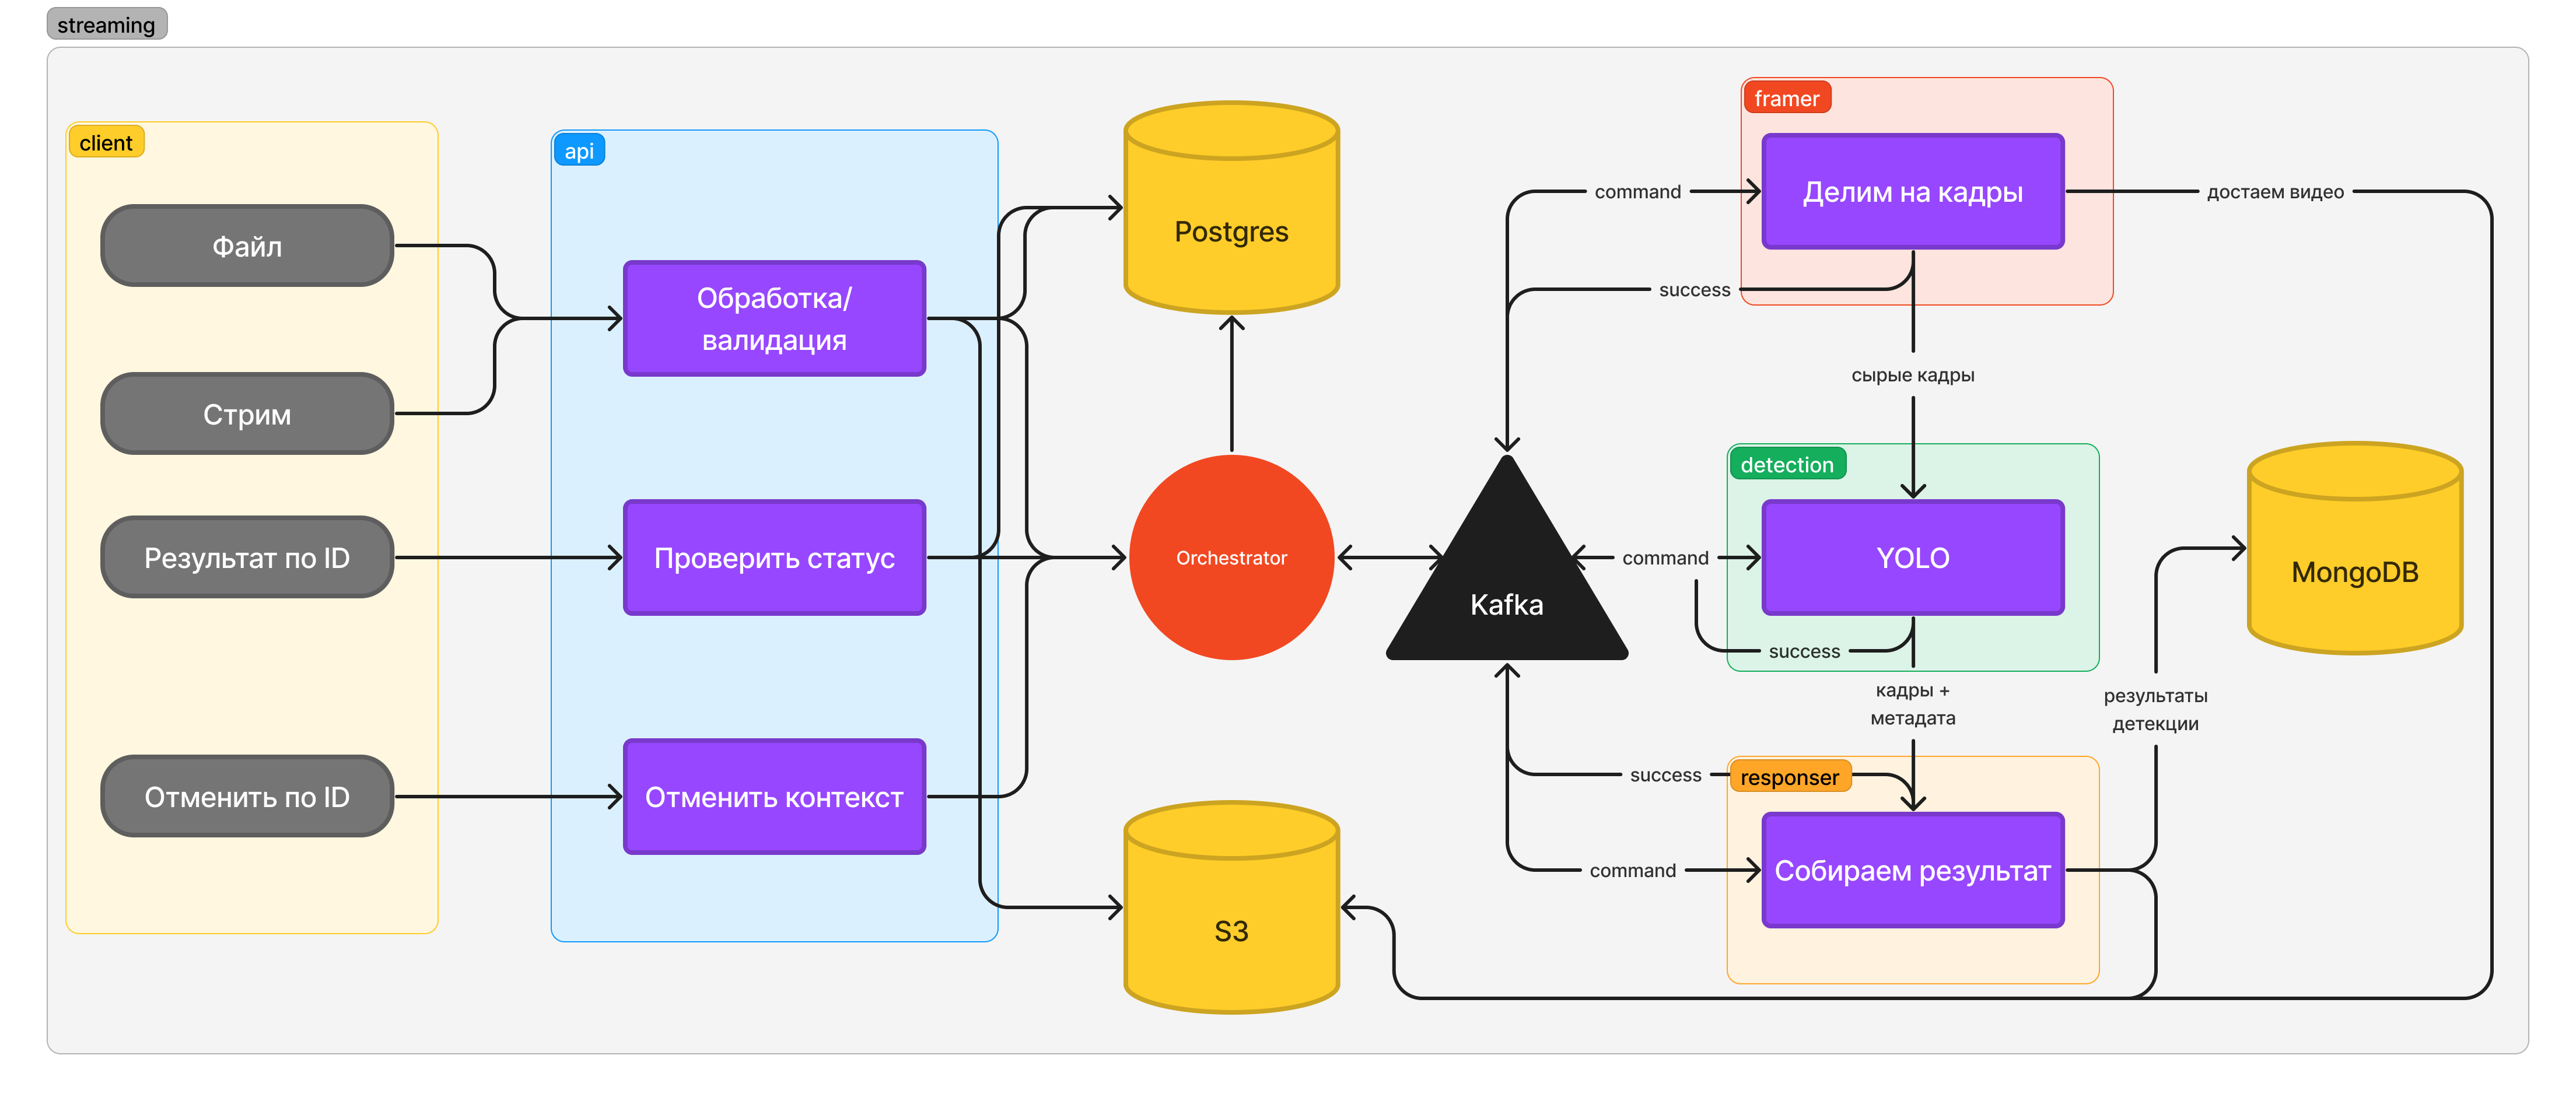 streaming
client
Файл
Стрим
Результат по ID
Отменить по ID
api
Обработка/
валидация
Проверить статус
Отменить контекст
Postgres
Orchestrator
S3
Kafka
command
success
command
success
success
command
framer
Делим на кадры
достаем видео
сырые кадры
detection
YOLO
кадры +
метадата
responser
Собираем результат
результаты
детекции
MongoDB